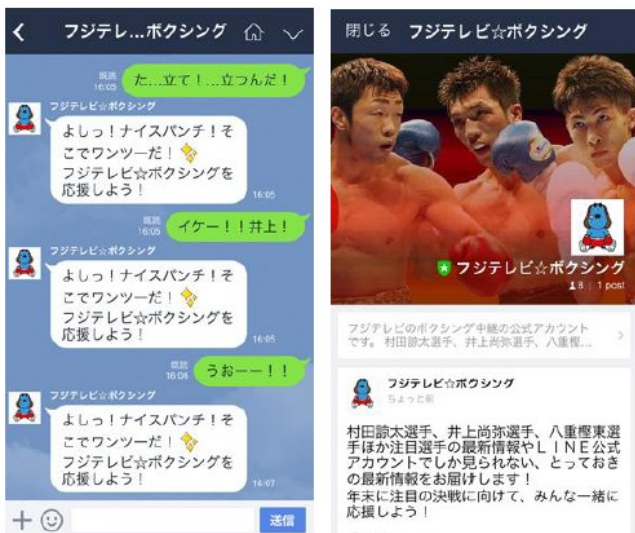 フジテレ...ボクシング
既読
16:05
た…立て！…立つんだ！
フジテレビ☆ボクシング
よしっ！ナイスパンチ！そ
こでワンツーだ！✨
フジテレビ☆ボクシングを
応援しよう！
16:05
既読
16:05
イケー！！井上！
フジテレビ☆ボクシング
よしっ！ナイスパンチ！そ
こでワンツーだ！✨
フジテレビ☆ボクシングを
応援しよう！
16:05
既読
16:06
うおーー！！
フジテレビ☆ボクシング
よしっ！ナイスパンチ！そ
こでワンツーだ！✨
フジテレビ☆ボクシングを
応援しよう！
16:07
送信
閉じる フジテレビ☆ボクシング
フジテレビ☆ボクシング
18 | 1 post
フジテレビのボクシング中継の公式アカウント
です。 村田諒太選手、井上尚弥選手、八重樫...
フジテレビ☆ボクシング
ちょっと前
村田諒太選手、井上尚弥選手、八重樫東選
手ほか注目選手の最新情報やＬＩＮＥ公式
アカウントでしか見られない、とっておき
の最新情報をお届けします！
年末に注目の決戦に向けて、みんな一緒に
応援しよう！